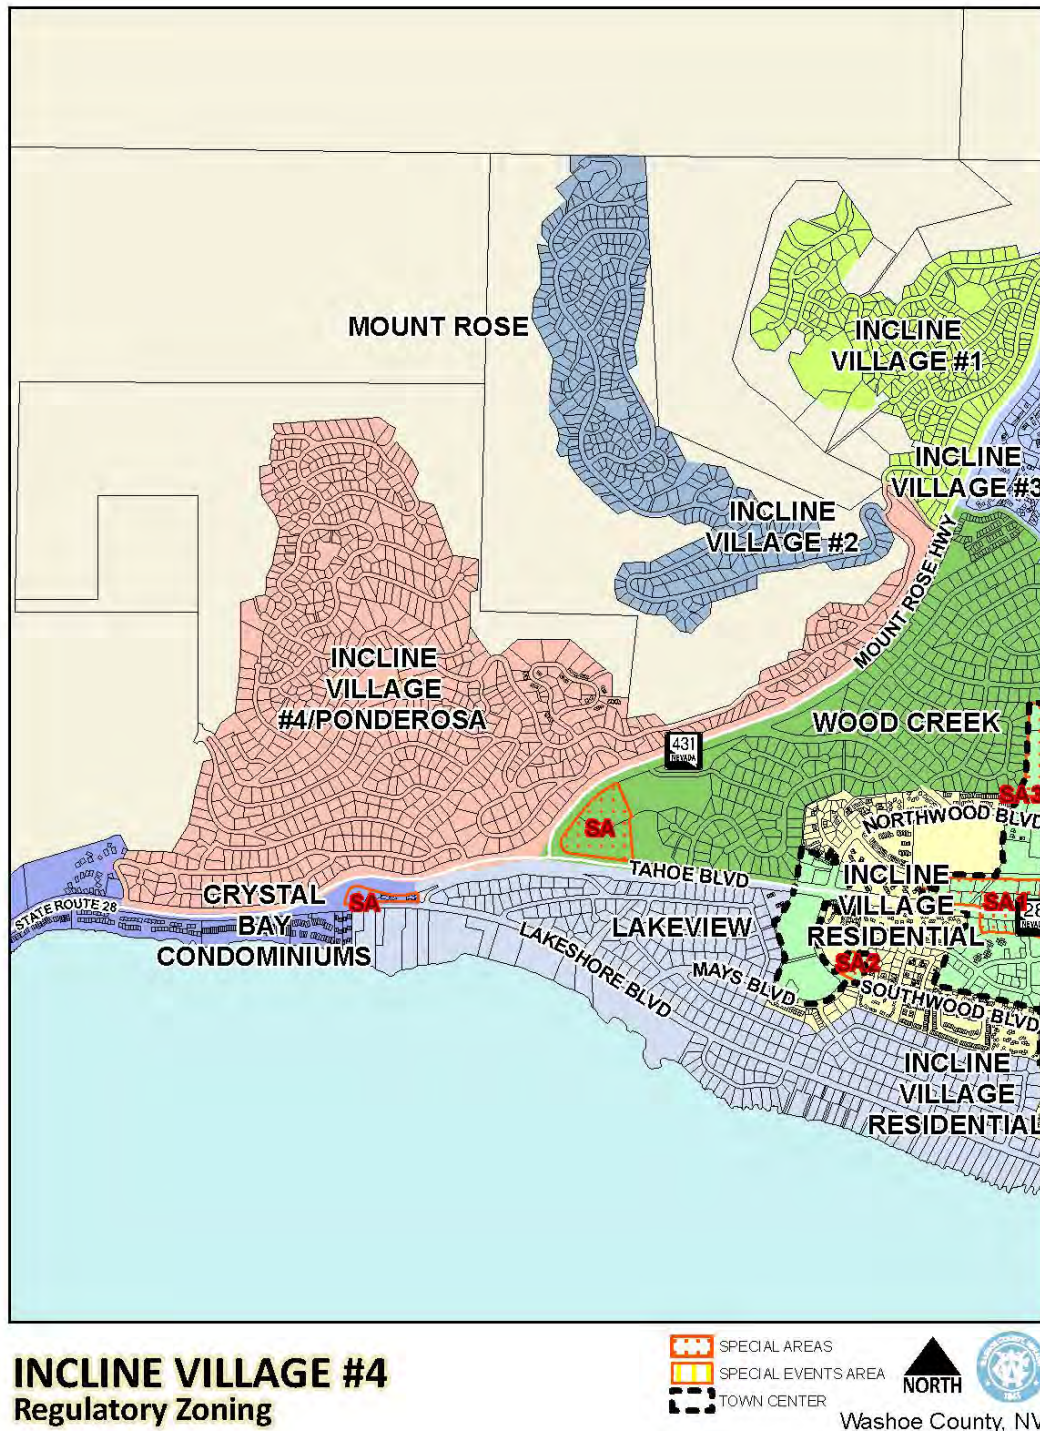 MOUNT ROSE
INCLINE
VILLAGE #1
INCLINE
VILLAGE #3
INCLINE
VILLAGE #2
MOUNT ROSE HWY
INCLINE
VILLAGE
#4/PONDEROSA
WOOD CREEK
431
NEVADA
SA3
NORTHWOOD BLVD
SA
TAHOE BLVD
INCLINE
VILLAGE
RESIDENTIAL
SA1
28
NEVADA
CRYSTAL
BAY
CONDOMINIUMS
SA
STATE ROUTE 28
LAKEVIEW
LAKESHORE BLVD
MAYS BLVD
SA2
SOUTHWOOD BLVD
INCLINE
VILLAGE
RESIDENTIAL
INCLINE VILLAGE #4
Regulatory Zoning
SPECIAL AREAS
SPECIAL EVENTS AREA
TOWN CENTER
NORTH
Washoe County, NV